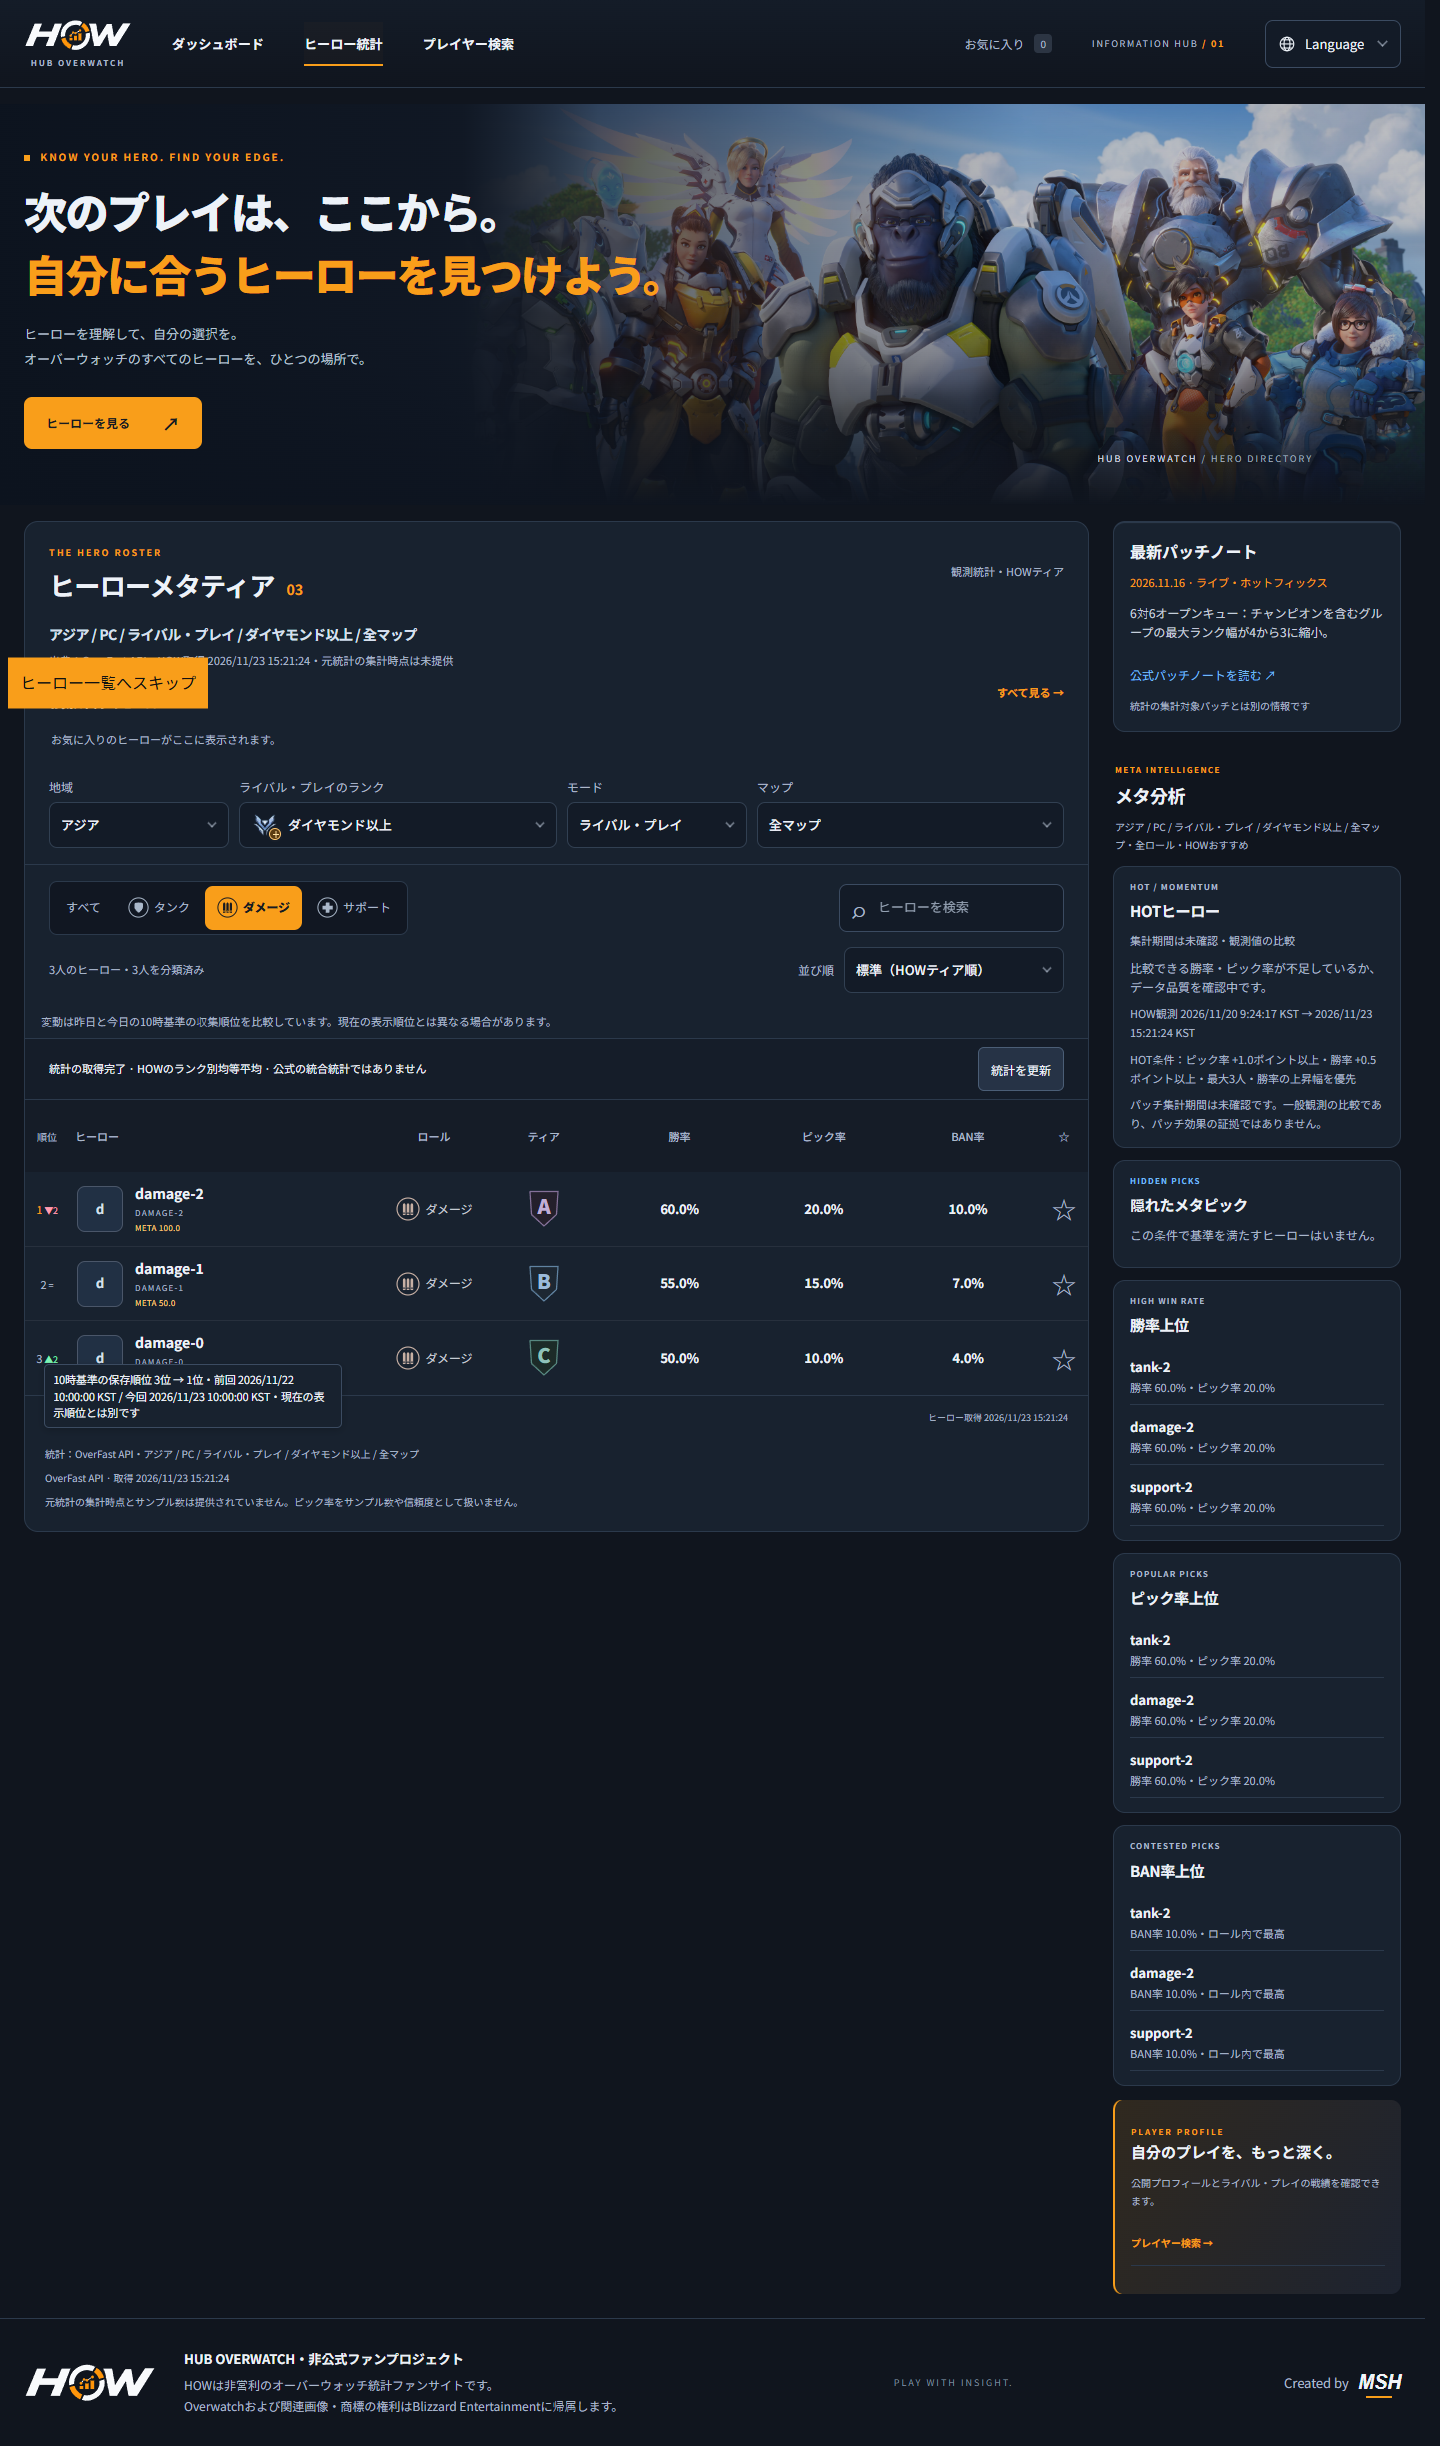 HOW
HUB OVERWATCH
ダッシュボード
ヒーロー統計
プレイヤー検索
お気に入り 0
INFORMATION HUB / 01
Language
KNOW YOUR HERO. FIND YOUR EDGE.
次のプレイは、ここから。
自分に合うヒーローを見つけよう。
ヒーローを理解して、自分の選択を。
オーバーウォッチのすべてのヒーローを、ひとつの場所で。
ヒーローを見る ↗
HUB OVERWATCH / HERO DIRECTORY
THE HERO ROSTER
ヒーローメタティア 03
観測統計・HOWティア
アジア / PC / ライバル・プレイ / ダイヤモンド以上 / 全マップ
2026/11/23 15:21:24・元統計の集計時点は未提供
ヒーロー一覧へスキップ
すべて見る →
お気に入りのヒーローがここに表示されます。
地域
ライバル・プレイのランク
モード
マップ
アジア
ダイヤモンド以上
ライバル・プレイ
全マップ
すべて
タンク
ダメージ
サポート
ヒーローを検索
3人のヒーロー・3人を分類済み
並び順
標準（HOWティア順）
変動は昨日と今日の10時基準の収集順位を比較しています。現在の表示順位とは異なる場合があります。
統計の取得完了・HOWのランク別均等平均・公式の統合統計ではありません
統計を更新
順位 ヒーロー ロール ティア 勝率 ピック率 BAN率 ☆
1 ▼2 d damage-2 ダメージ A 60.0% 20.0% 10.0% ☆
DAMAGE-2
META 100.0
2 = d damage-1 ダメージ B 55.0% 15.0% 7.0% ☆
DAMAGE-1
META 50.0
3 ▲2 d damage-0 ダメージ C 50.0% 10.0% 4.0% ☆
DAMAGE-0
10時基準の保存順位 3位 → 1位・前回 2026/11/22
10:00:00 KST / 今回 2026/11/23 10:00:00 KST・現在の表
示順位とは別です
ヒーロー取得 2026/11/23 15:21:24
統計：OverFast API・アジア / PC / ライバル・プレイ / ダイヤモンド以上 / 全マップ
OverFast API · 取得 2026/11/23 15:21:24
元統計の集計時点とサンプル数は提供されていません。ピック率をサンプル数や信頼度として扱いません。
最新パッチノート
2026.11.16・ライブ・ホットフィックス
6対6オープンキュー：チャンピオンを含むグル
ープの最大ランク幅が4から3に縮小。
公式パッチノートを読む ↗
統計の集計対象パッチとは別の情報です
META INTELLIGENCE
メタ分析
アジア / PC / ライバル・プレイ / ダイヤモンド以上 / 全マッ
プ・全ロール・HOWおすすめ
HOT / MOMENTUM
HOTヒーロー
集計期間は未確認・観測値の比較
比較できる勝率・ピック率が不足しているか、
データ品質を確認中です。
HOW観測 2026/11/20 9:24:17 KST → 2026/11/23
15:21:24 KST
HOT条件：ピック率 +1.0ポイント以上・勝率 +0.5
ポイント以上・最大3人・勝率の上昇幅を優先
パッチ集計期間は未確認です。一般観測の比較であ
り、パッチ効果の証拠ではありません。
HIDDEN PICKS
隠れたメタピック
この条件で基準を満たすヒーローはいません。
HIGH WIN RATE
勝率上位
tank-2
勝率 60.0%・ピック率 20.0%
damage-2
勝率 60.0%・ピック率 20.0%
support-2
勝率 60.0%・ピック率 20.0%
POPULAR PICKS
ピック率上位
tank-2
勝率 60.0%・ピック率 20.0%
damage-2
勝率 60.0%・ピック率 20.0%
support-2
勝率 60.0%・ピック率 20.0%
CONTESTED PICKS
BAN率上位
tank-2
BAN率 10.0%・ロール内で最高
damage-2
BAN率 10.0%・ロール内で最高
support-2
BAN率 10.0%・ロール内で最高
PLAYER PROFILE
自分のプレイを、もっと深く。
公開プロフィールとライバル・プレイの戦績を確認でき
ます。
プレイヤー検索 →
HOW
HUB OVERWATCH・非公式ファンプロジェクト
HOWは非営利のオーバーウォッチ統計ファンサイトです。
Overwatchおよび関連画像・商標の権利はBlizzard Entertainmentに帰属します。
PLAY WITH INSIGHT.
Created by MSH